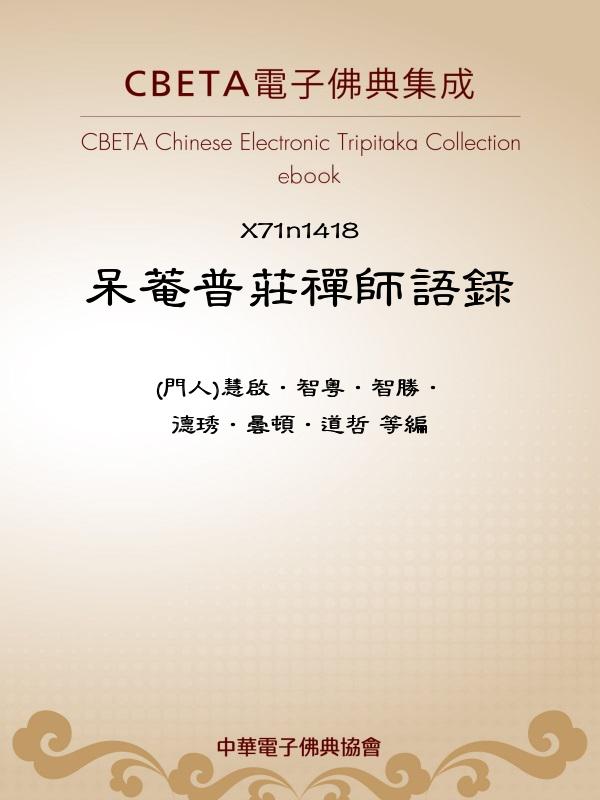 CBETA電子佛典集成
CBETA Chinese Electronic Tripitaka Collection
ebook
X71n1418
呆菴普莊禪師語錄
(門人)慧啟．智粵．智勝．
德琇．曇頓．道哲 等編
中華電子佛典協會